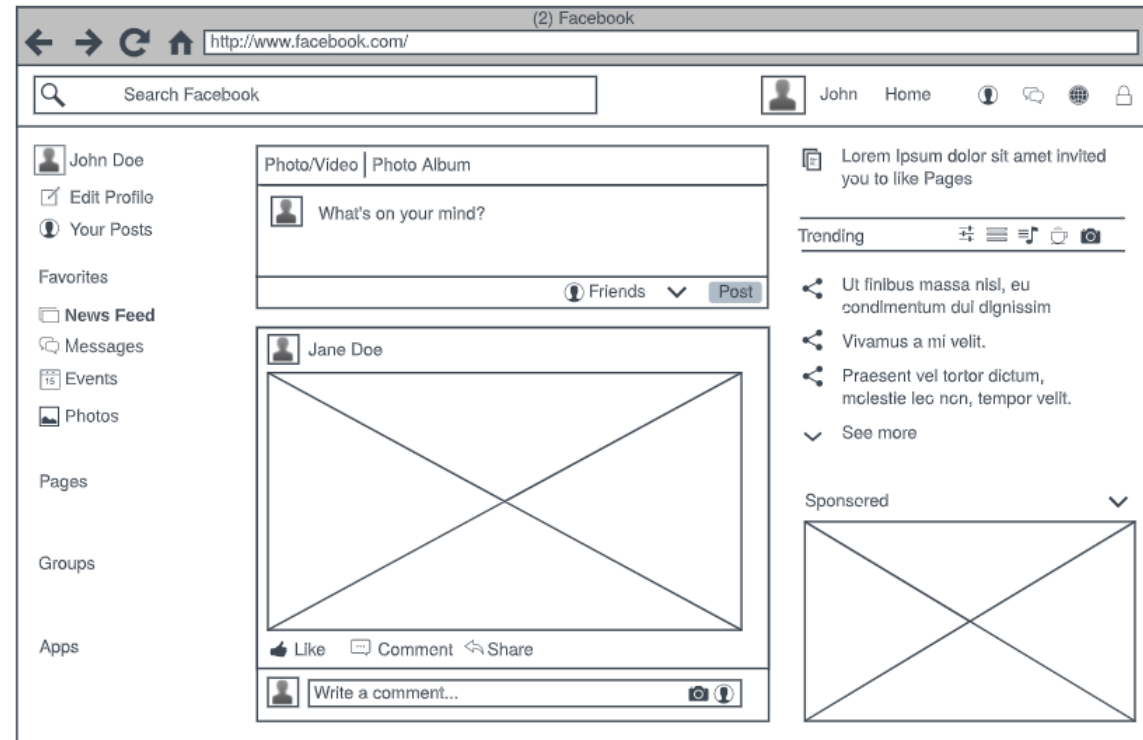 (2) Facebook
http://www.facebook.com/
Search Facebook
John Home
John Doe
Edit Profile
Your Posts
Favorites
News Feed
Messages
15 Events
Photos
Pages
Groups
Apps
Photo/Video | Photo Album
What's on your mind?
Friends Post
Jane Doe
Like Comment Share
Write a comment...
Lorem Ipsum dolor sit amet invited
you to like Pages
Trending
Ut finibus massa nisl, eu
condimentum dui dignissim
Vivamus a mi velit.
Praesent vel tortor dictum,
molestie leo non, tempor velit.
See more
Sponsored